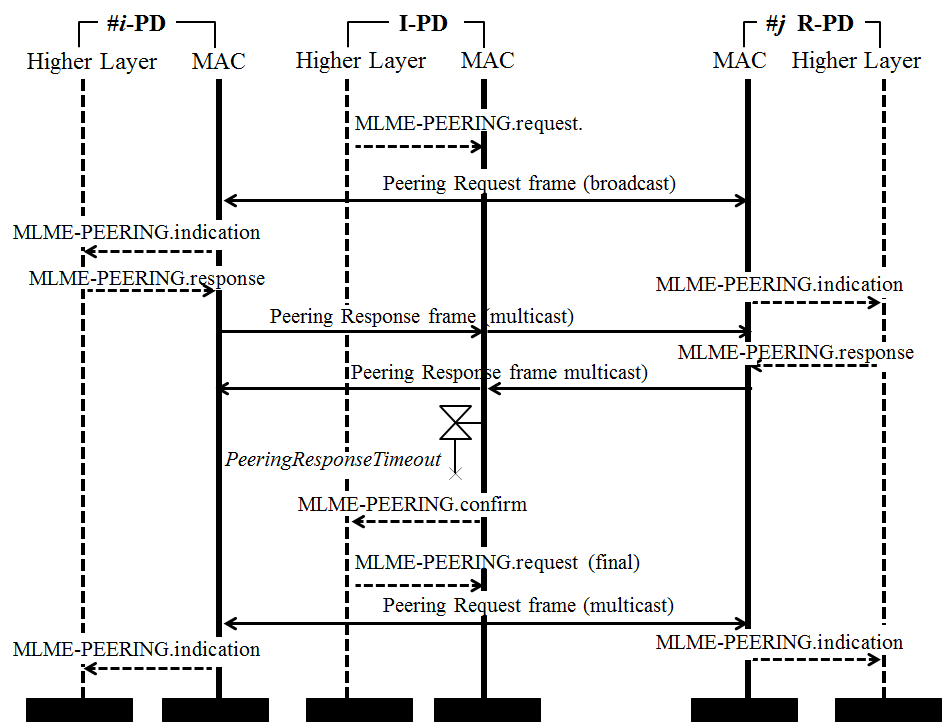 #i-PD I-PD #j R-PD
Higher Layer MAC Higher Layer MAC MAC Higher Layer
MLME-PEERING.request.
Peering Request frame (broadcast)
MLME-PEERING.indication
MLME-PEERING.response
MLME-PEERING.indication
Peering Response frame (multicast)
MLME-PEERING.response
Peering Response frame multicast)
PeeringResponseTimeout
MLME-PEERING.confirm
MLME-PEERING.request (final)
Peering Request frame (multicast)
MLME-PEERING.indication
MLME-PEERING.indication